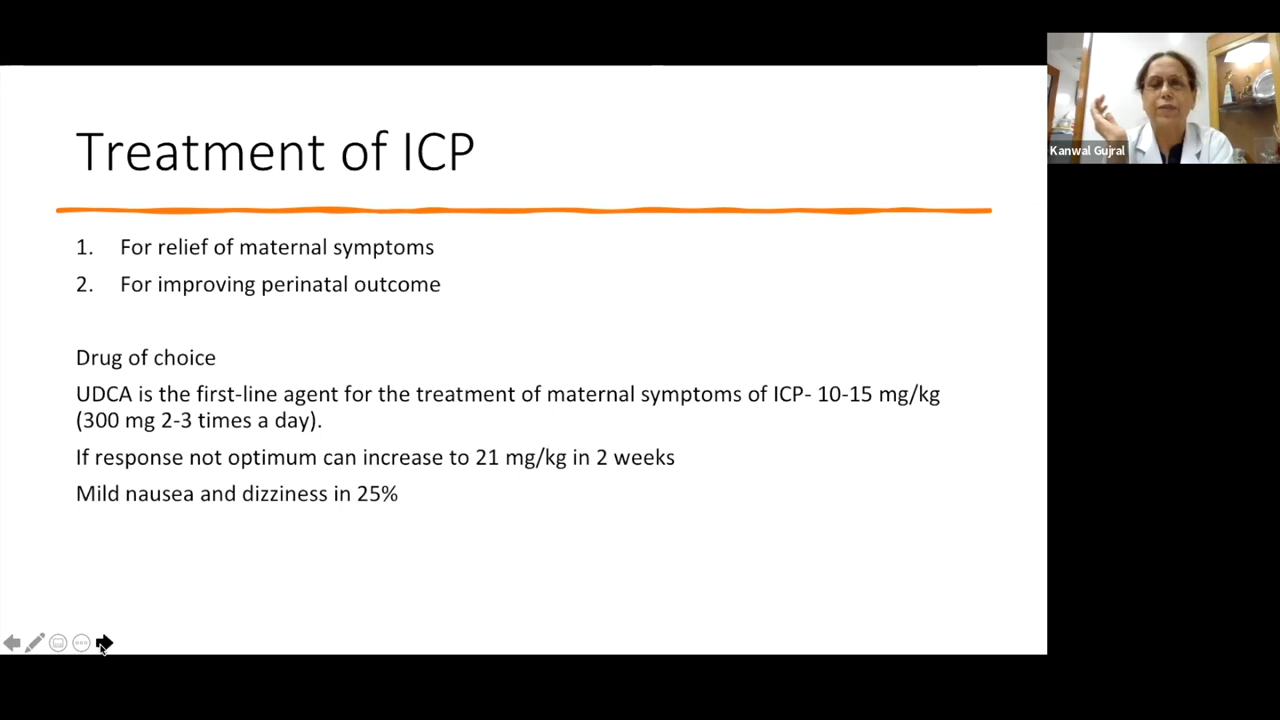 Treatment of ICP
1. For relief of maternal symptoms
2. For improving perinatal outcome
Drug of choice
UDCA is the first-line agent for the treatment of maternal symptoms of ICP- 10-15 mg/kg
(300 mg 2-3 times a day).
If response not optimum can increase to 21 mg/kg in 2 weeks
Mild nausea and dizziness in 25%
Kanwal Gujral